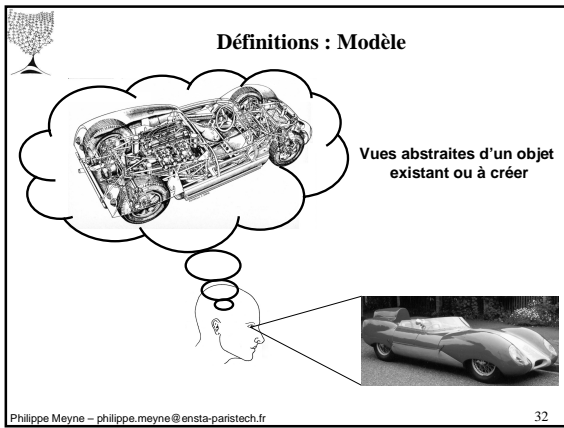 Définitions : Modèle
Vues abstraites d'un objet
existant ou à créer
Philippe Meyne – philippe.meyne@ensta-paristech.fr
32